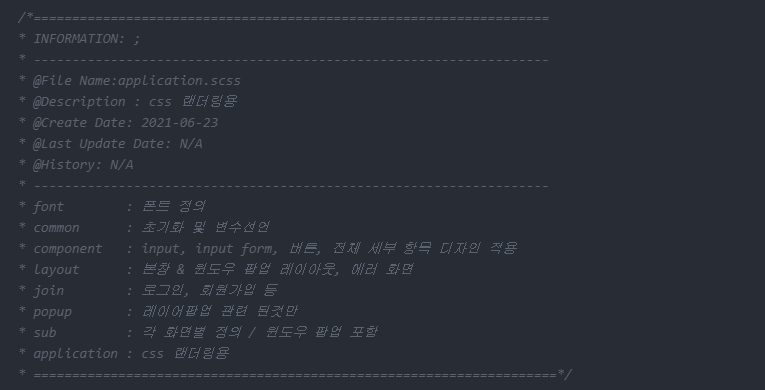 /*===================================================================
* INFORMATION: ;
* -------------------------------------------------------------------
* @File Name:application.scss
* @Description : css 랜더링용
* @Create Date: 2021-06-23
* @Last Update Date: N/A
* @History: N/A
* -------------------------------------------------------------------
* font        : 폰트 정의
* common      : 초기화 및 변수선언
* component   : input, input form, 버튼, 전체 세부 항목 디자인 적용
* layout      : 본창 & 윈도우 팝업 레이아웃, 에러 화면
* join        : 로그인, 회원가입 등
* popup       : 레이어팝업 관련 된것만
* sub         : 각 화면별 정의 / 윈도우 팝업 포함
* application : css 랜더링용
* ====================================================================*/